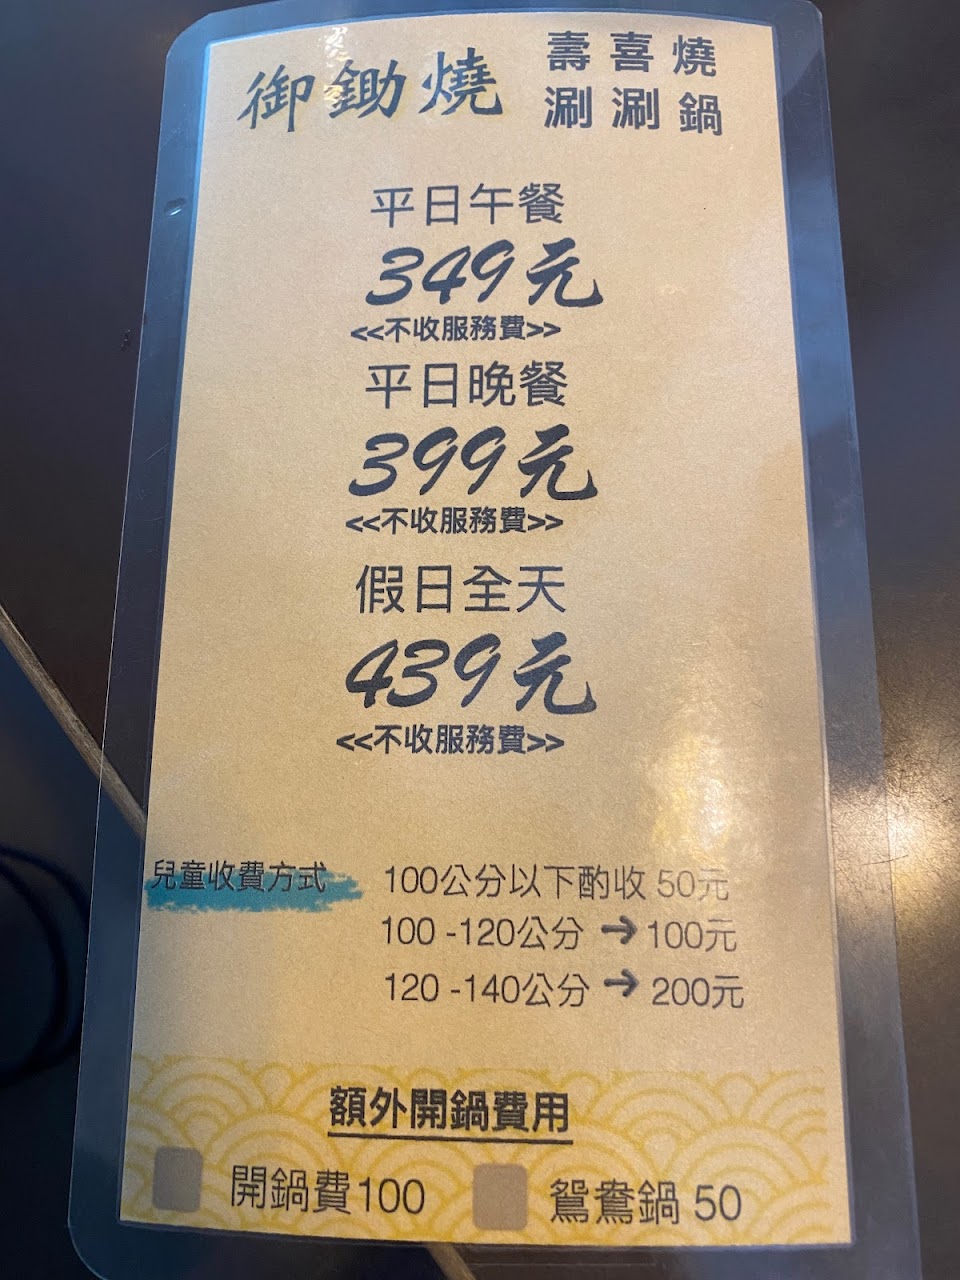 御鋤燒
壽喜燒
涮涮鍋
平日午餐
349元
<<不收服務費>>
平日晚餐
399元
<<不收服務費>>
假日全天
439元
<<不收服務費>>
兒童收費方式
100公分以下酌收 50元
100 -120公分 ➔ 100元
120 -140公分 ➔ 200元
額外開鍋費用
開鍋費100
鴛鴦鍋 50